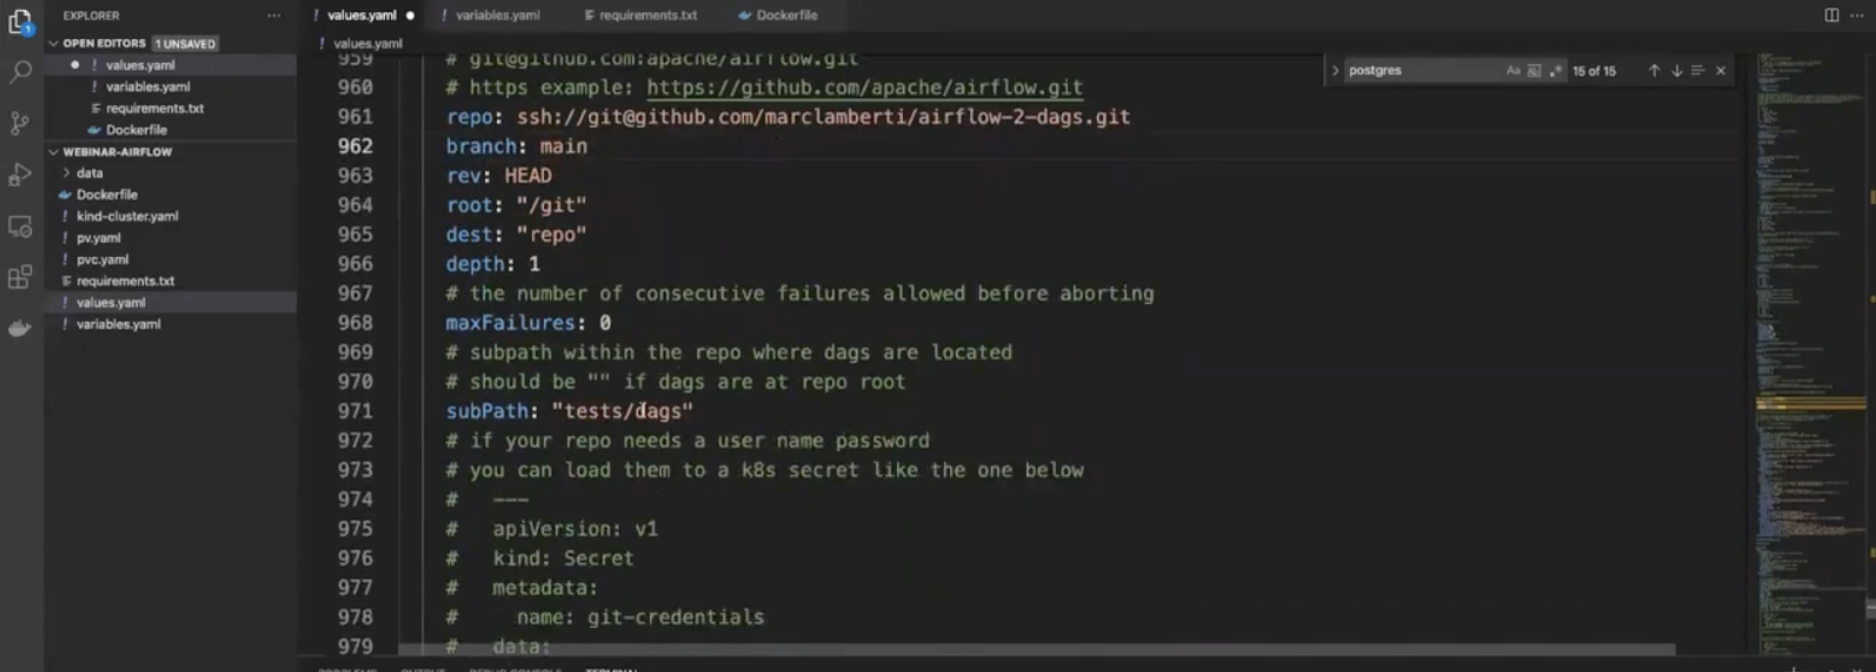 EXPLORER
OPEN EDITORS 1 UNSAVED
! values.yaml
! variables.yaml
requirements.txt
Dockerfile
WEBINAR-AIRFLOW
> data
Dockerfile
! kind-cluster.yaml
! pv.yaml
! pvc.yaml
requirements.txt
! values.yaml
! variables.yaml
! values.yaml
! variables.yaml
requirements.txt
Dockerfile
! values.yaml
postgres
Aa
15 of 15
959 # git@github.com:apache/airflow.git
960 # https example: https://github.com/apache/airflow.git
961 repo: ssh://git@github.com/marclamberti/airflow-2-dags.git
962 branch: main
963 rev: HEAD
964 root: "/git"
965 dest: "repo"
966 depth: 1
967 # the number of consecutive failures allowed before aborting
968 maxFailures: 0
969 # subpath within the repo where dags are located
970 # should be "" if dags are at repo root
971 subPath: "tests/dags"
972 # if your repo needs a user name password
973 # you can load them to a k8s secret like the one below
974 # ---
975 # apiVersion: v1
976 # kind: Secret
977 # metadata:
978 # name: git-credentials
979 # data:
PROBLEMS OUTPUT DEBUG CONSOLE TERMINAL